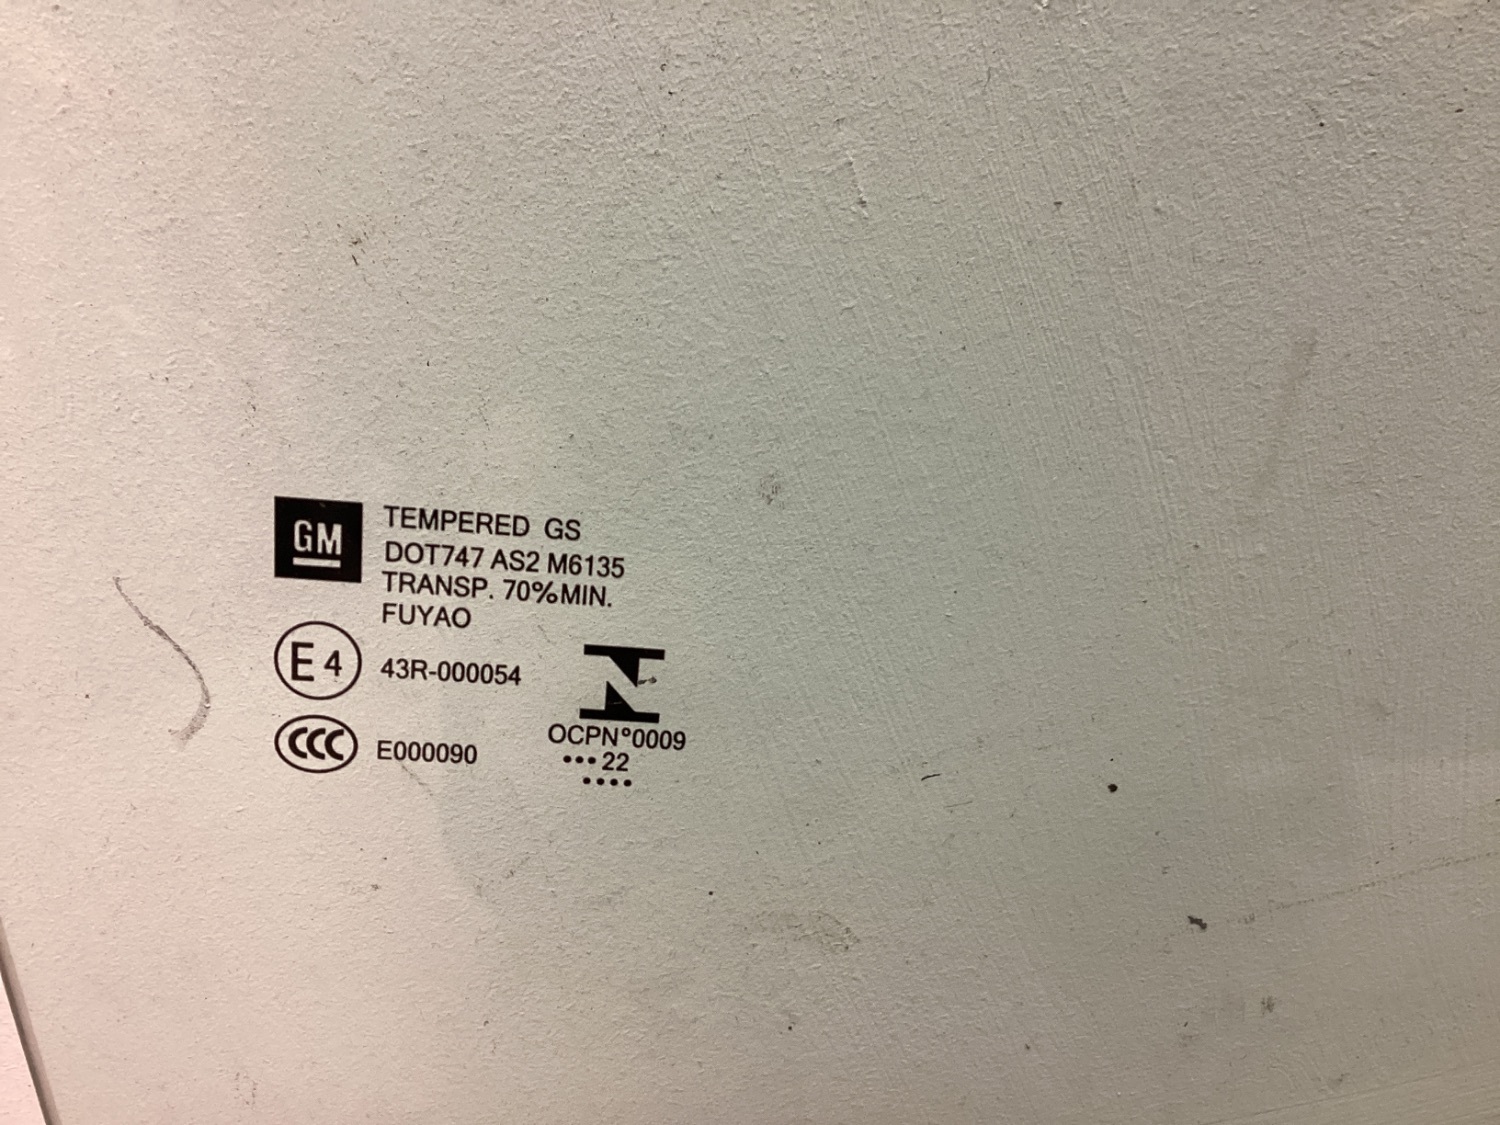 GM
TEMPERED GS
DOT747 AS2 M6135
TRANSP. 70%MIN.
FUYAO
E4 43R-000054
CCC E000090
OCPN°0009
•••22
••••